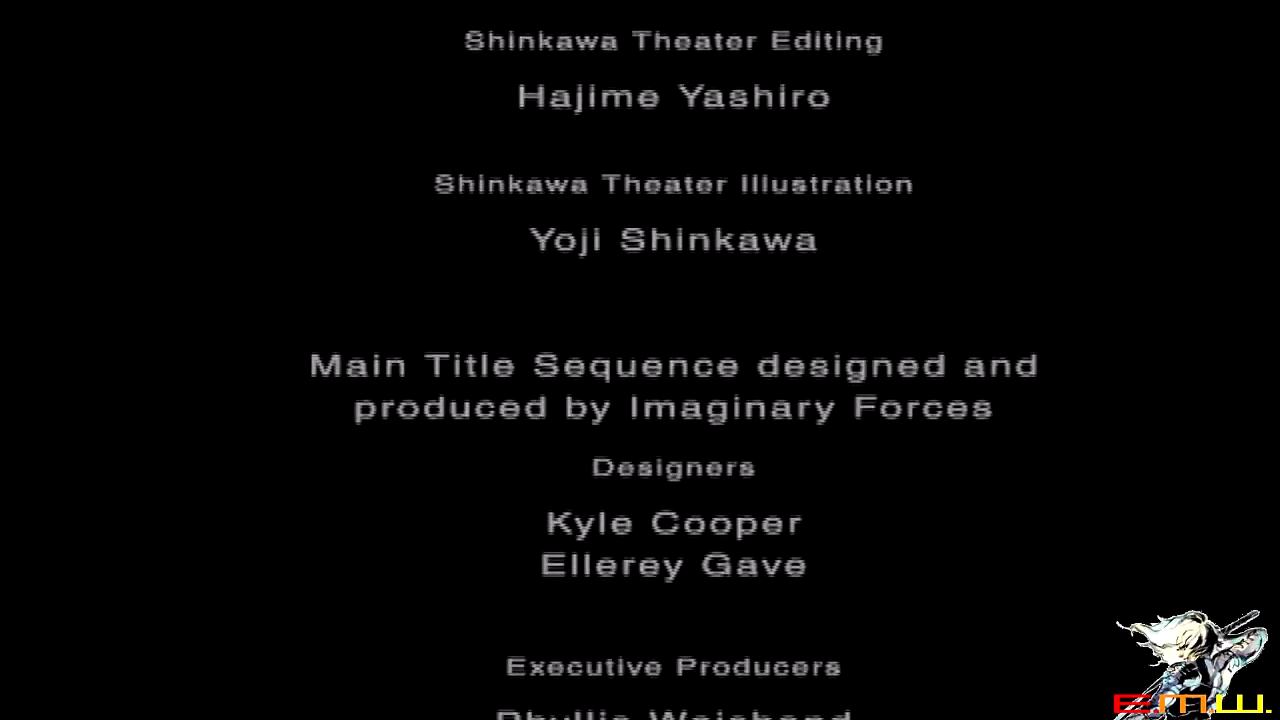 Shinkawa Theater Editing
Hajime Yashiro
Shinkawa Theater Illustration
Yoji Shinkawa
Main Title Sequence designed and
produced by Imaginary Forces
Designers
Kyle Cooper
Ellerey Gave
Executive Producers
E.M.W.